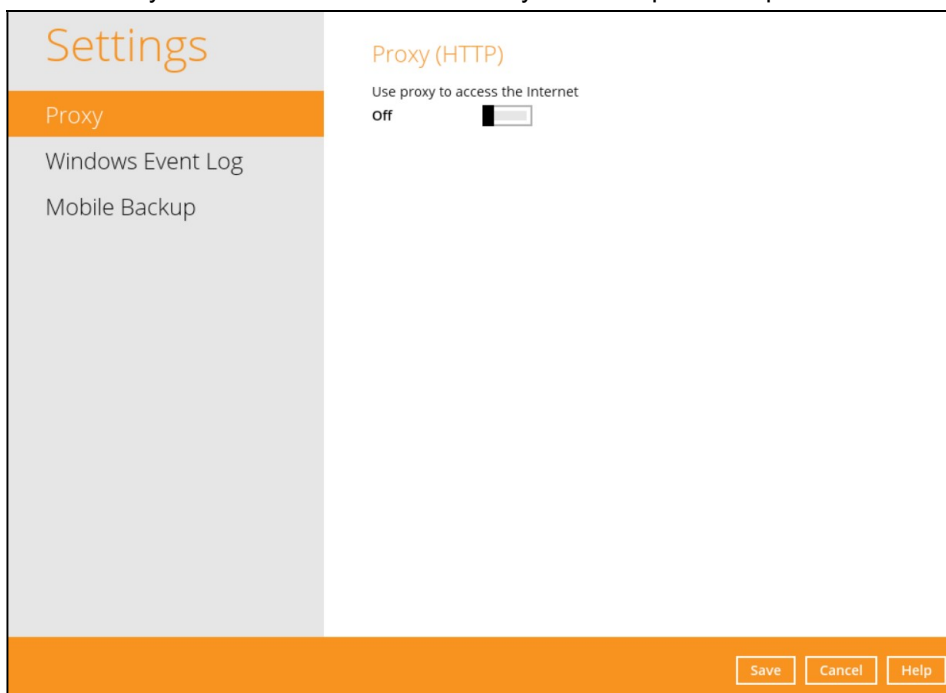 Settings
Proxy
Windows Event Log
Mobile Backup
Proxy (HTTP)
Use proxy to access the Internet
Off
Save Cancel Help